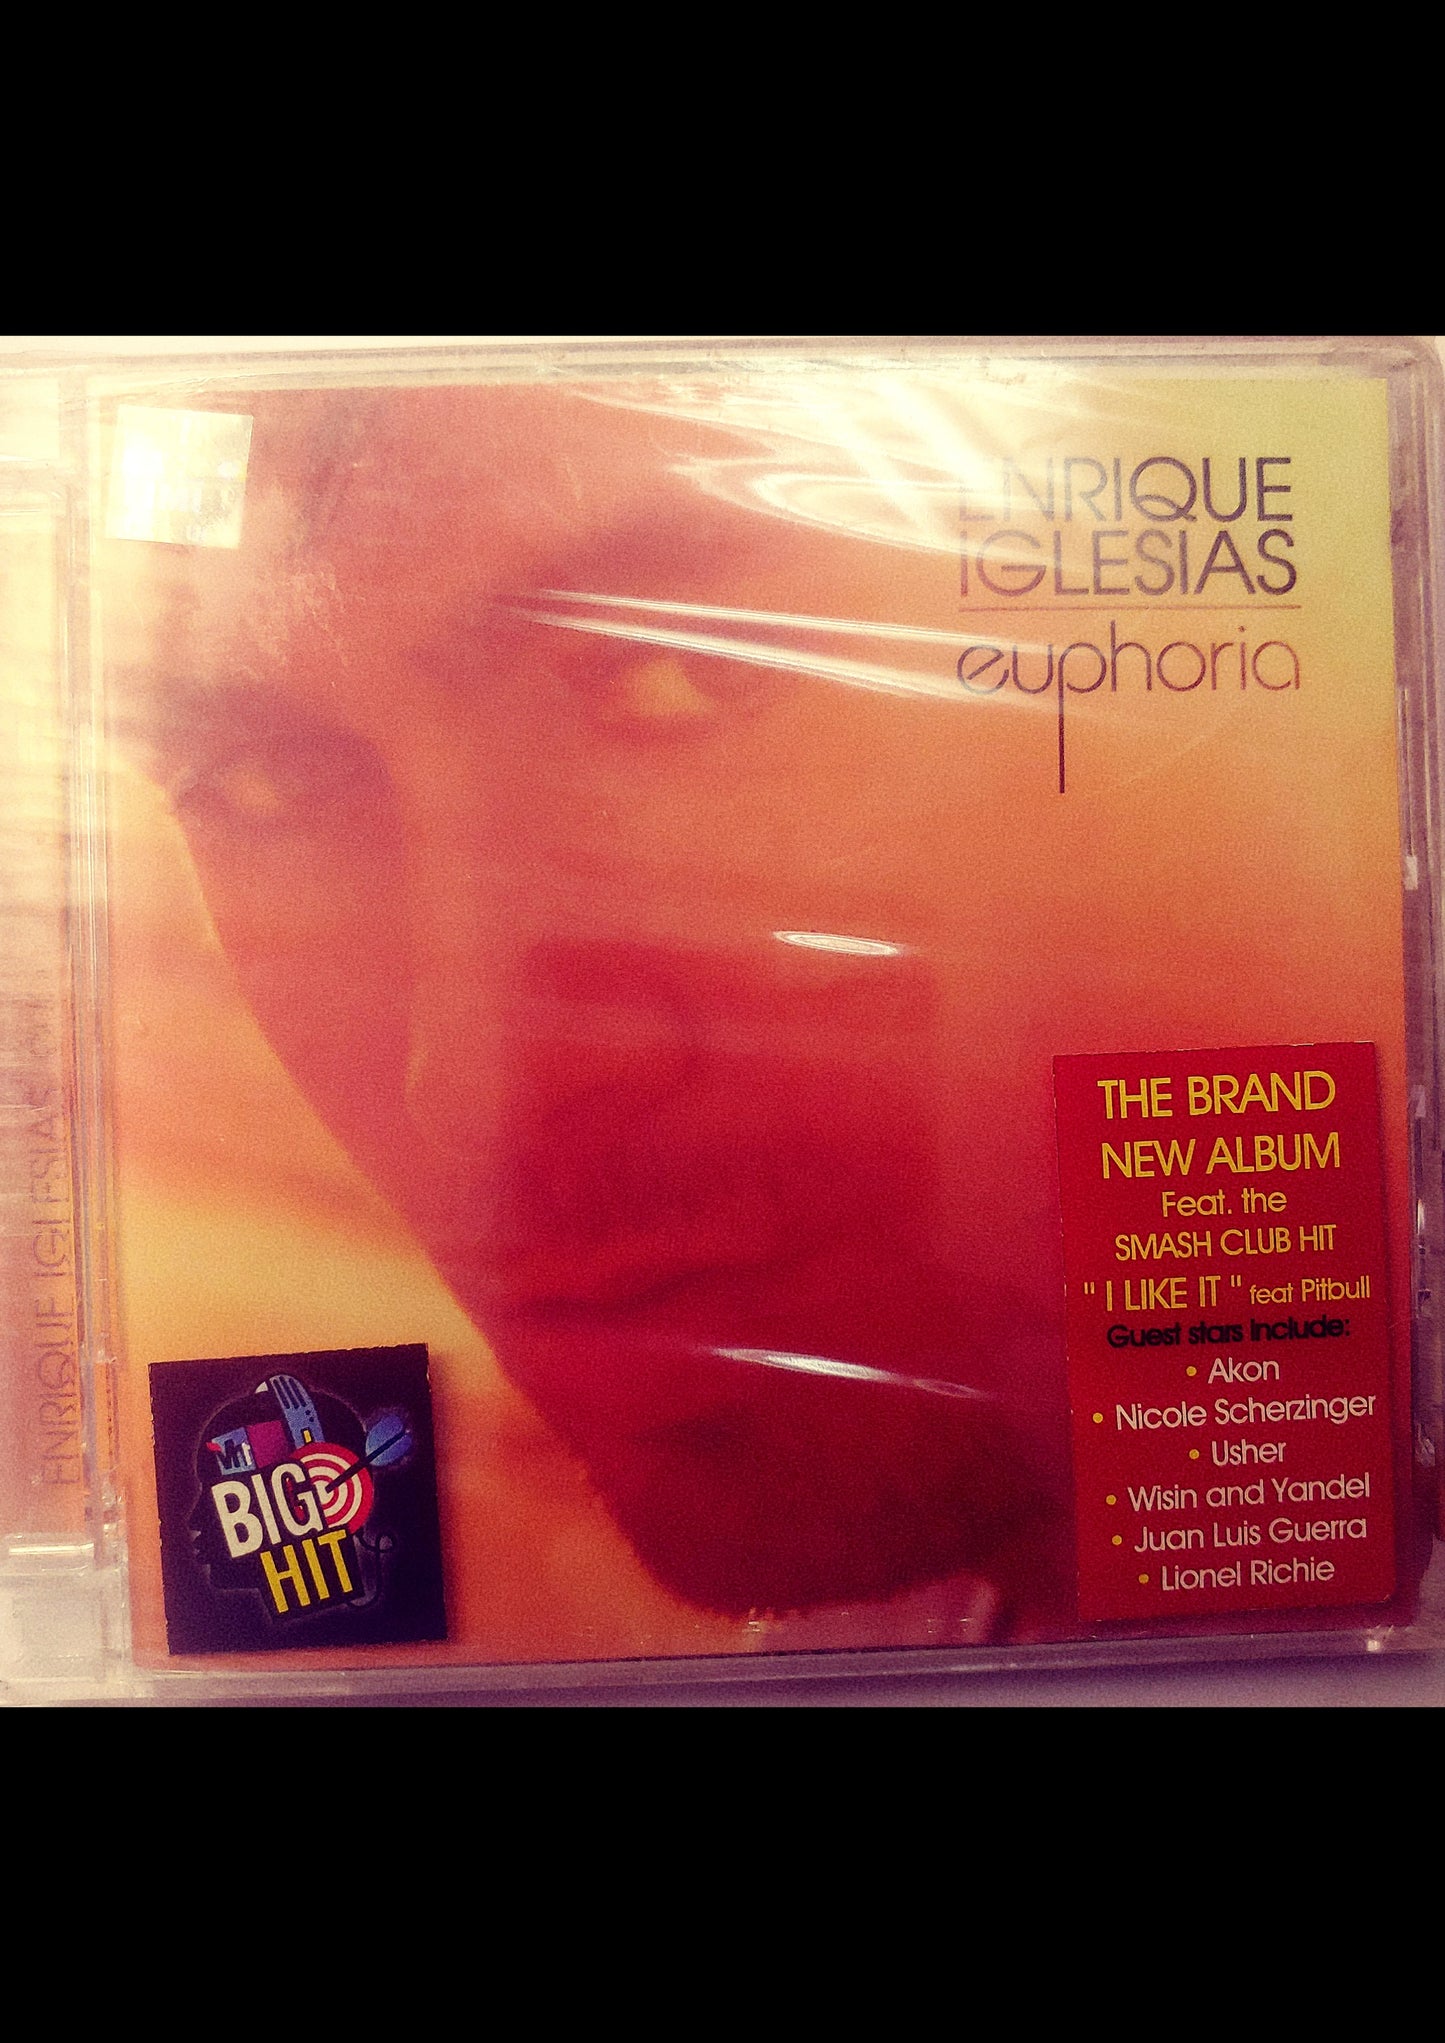 ENRIQUE
IGLESIAS
euphoria
THE BRAND
NEW ALBUM
Feat. the
SMASH CLUB HIT
" I LIKE IT " feat Pitbull
Guest stars include:
• Akon
• Nicole Scherzinger
• Usher
• Wisin and Yandel
• Juan Luis Guerra
• Lionel Richie
Vh1
BIG
HIT
ENRIQUE IGLESIAS